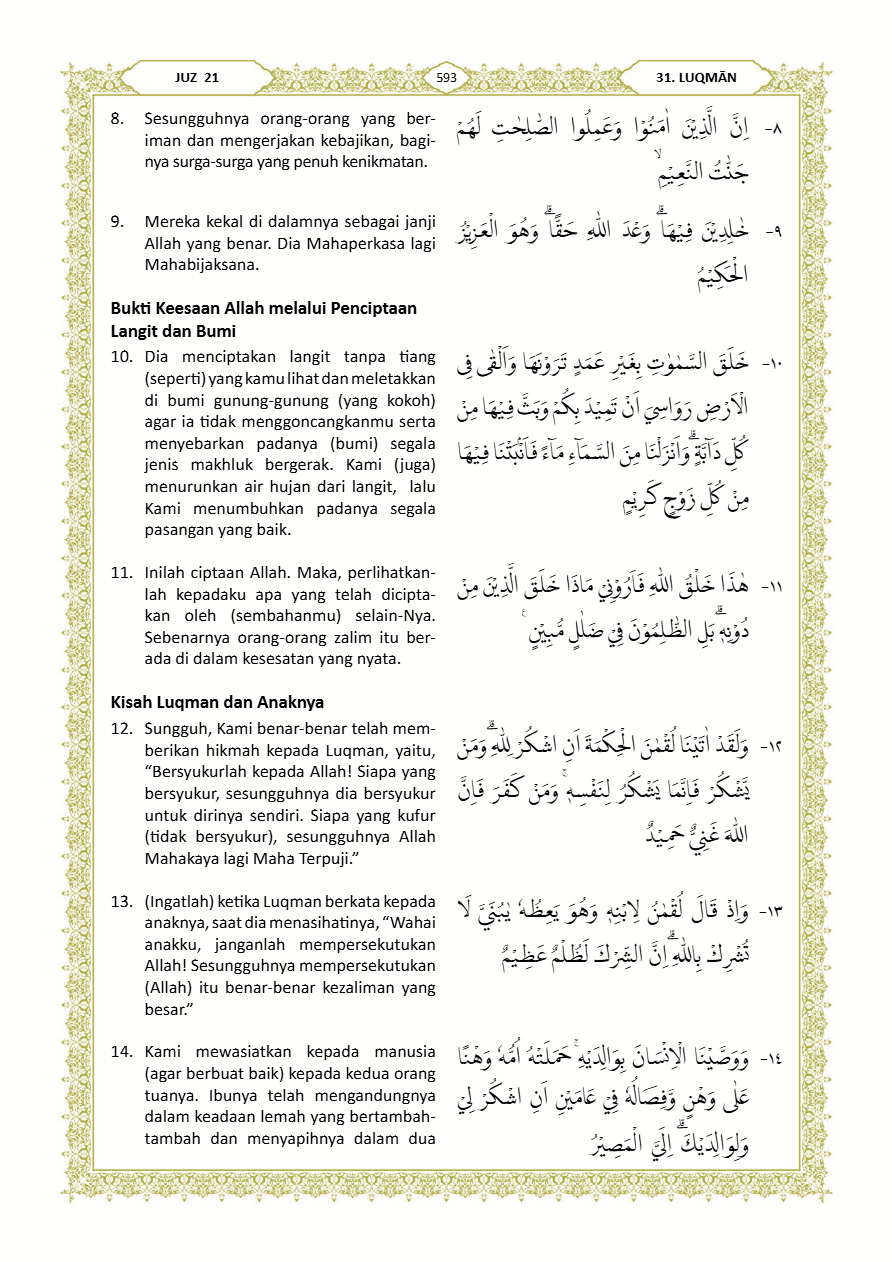 JUZ 21
593
31. LUQMĀN
8. Sesungguhnya orang-orang yang ber-
iman dan mengerjakan kebajikan, bagi-
nya surga-surga yang penuh kenikmatan.
٨- اِنَّ الَّذِيْنَ اٰمَنُوْا وَعَمِلُوا الصّٰلِحٰتِ لَهُمْ
جَنّٰتُ النَّعِيْمِۙ
9. Mereka kekal di dalamnya sebagai janji
Allah yang benar. Dia Mahaperkasa lagi
Mahabijaksana.
٩- خٰلِدِيْنَ فِيْهَاۗ وَعْدَ اللّٰهِ حَقًّاۗ وَهُوَ الْعَزِيْزُ
الْحَكِيْمُ
Bukti Keesaan Allah melalui Penciptaan
Langit dan Bumi
10. Dia menciptakan langit tanpa tiang
(seperti) yang kamu lihat dan meletakkan
di bumi gunung-gunung (yang kokoh)
agar ia tidak menggoncangkanmu serta
menyebarkan padanya (bumi) segala
jenis makhluk bergerak. Kami (juga)
menurunkan air hujan dari langit, lalu
Kami menumbuhkan padanya segala
pasangan yang baik.
١٠- خَلَقَ السَّمٰوٰتِ بِغَيْرِ عَمَدٍ تَرَوْنَهَا وَاَلْقٰى فِى
الْاَرْضِ رَوَاسِيَ اَنْ تَمِيْدَ بِكُمْ وَبَثَّ فِيْهَا مِنْ
كُلِّ دَاۤبَّةٍۗ وَاَنْزَلْنَا مِنَ السَّمَاۤءِ مَاۤءً فَاَنْۢبَتْنَا فِيْهَا
مِنْ كُلِّ زَوْجٍ كَرِيْمٍ
11. Inilah ciptaan Allah. Maka, perlihatkan-
lah kepadaku apa yang telah dicipta-
kan oleh (sembahanmu) selain-Nya.
Sebenarnya orang-orang zalim itu ber-
ada di dalam kesesatan yang nyata.
١١- هٰذَا خَلْقُ اللّٰهِ فَاَرُوْنِيْ مَاذَا خَلَقَ الَّذِيْنَ مِنْ
دُوْنِهٖۗ بَلِ الظّٰلِمُوْنَ فِيْ ضَلٰلٍ مُّبِيْنٍ ࣖ
Kisah Luqman dan Anaknya
12. Sungguh, Kami benar-benar telah mem-
berikan hikmah kepada Luqman, yaitu,
“Bersyukurlah kepada Allah! Siapa yang
bersyukur, sesungguhnya dia bersyukur
untuk dirinya sendiri. Siapa yang kufur
(tidak bersyukur), sesungguhnya Allah
Mahakaya lagi Maha Terpuji.”
١٢- وَلَقَدْ اٰتَيْنَا لُقْمٰنَ الْحِكْمَةَ اَنِ اشْكُرْ لِلّٰهِۗ وَمَنْ
يَّشْكُرْ فَاِنَّمَا يَشْكُرُ لِنَفْسِهٖۚ وَمَنْ كَفَرَ فَاِنَّ
اللّٰهَ غَنِيٌّ حَمِيْدٌ
13. (Ingatlah) ketika Luqman berkata kepada
anaknya, saat dia menasihatinya, “Wahai
anakku, janganlah mempersekutukan
Allah! Sesungguhnya mempersekutukan
(Allah) itu benar-benar kezaliman yang
besar.”
١٣- وَاِذْ قَالَ لُقْمٰنُ لِابْنِهٖ وَهُوَ يَعِظُهٗ يٰبُنَيَّ لَا
تُشْرِكْ بِاللّٰهِۗ اِنَّ الشِّرْكَ لَظُلْمٌ عَظِيْمٌ
14. Kami mewasiatkan kepada manusia
(agar berbuat baik) kepada kedua orang
tuanya. Ibunya telah mengandungnya
dalam keadaan lemah yang bertambah-
tambah dan menyapihnya dalam dua
١٤- وَوَصَّيْنَا الْاِنْسَانَ بِوَالِدَيْهِۚ حَمَلَتْهُ اُمُّهٗ وَهْنًا
عَلٰى وَهْنٍ وَّفِصَالُهٗ فِيْ عَامَيْنِ اَنِ اشْكُرْ لِيْ
وَلِوَالِدَيْكَۗ اِلَيَّ الْمَصِيْرُ